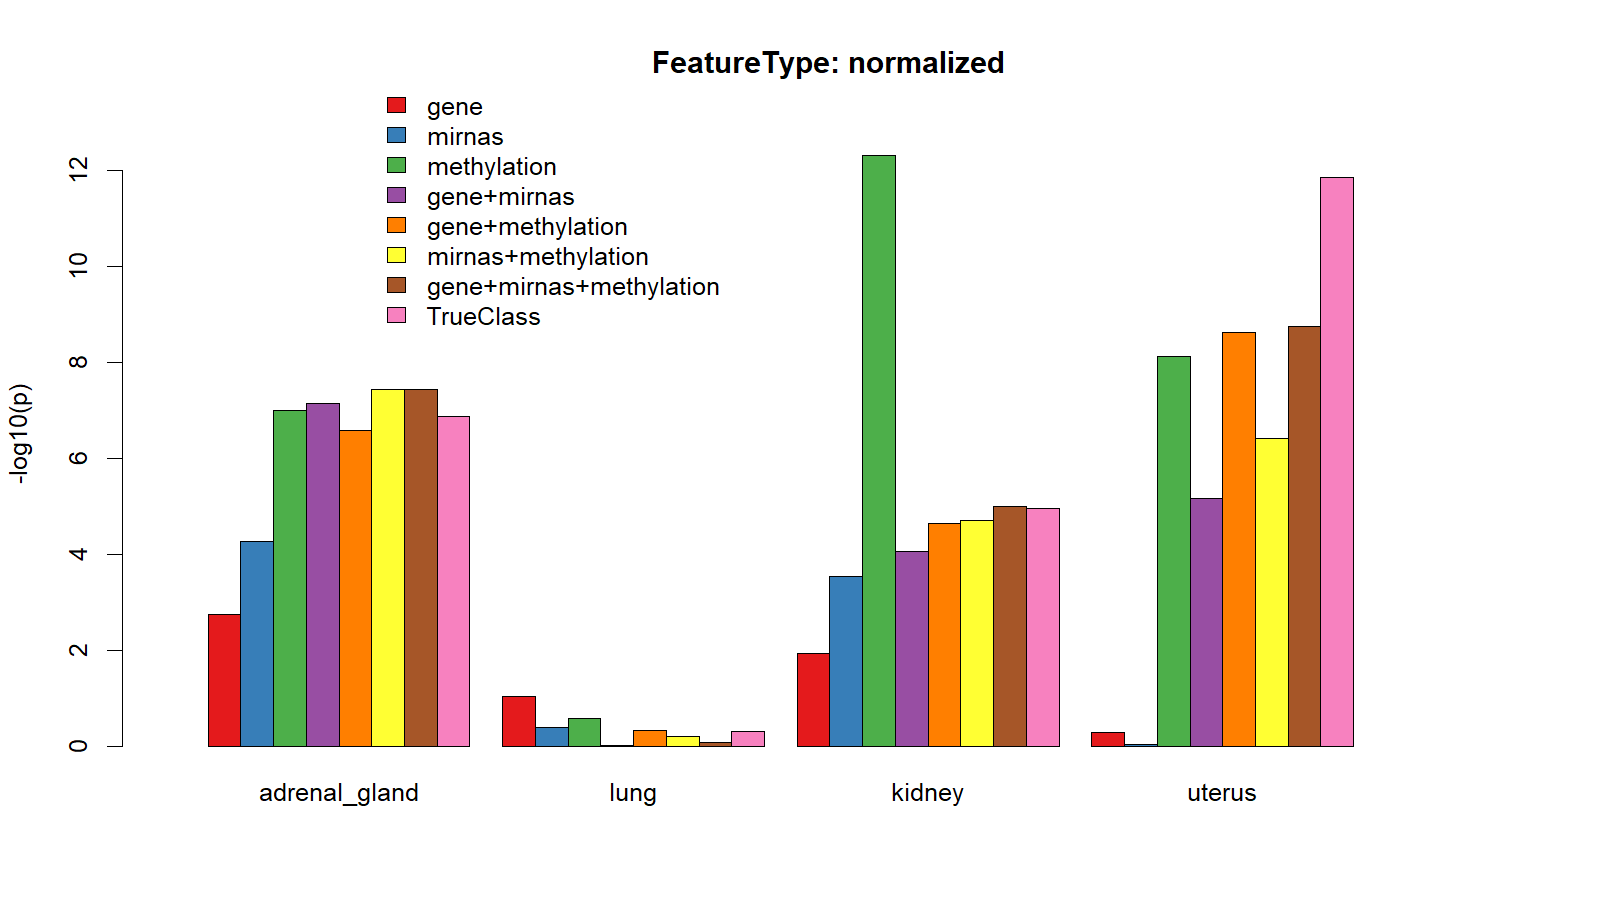 FeatureType: normalized
gene
mirnas
methylation
gene+mirnas
gene+methylation
mirnas+methylation
gene+mirnas+methylation
TrueClass
-log10(p)
12
10
8
6
4
2
0
adrenal_gland
lung
kidney
uterus